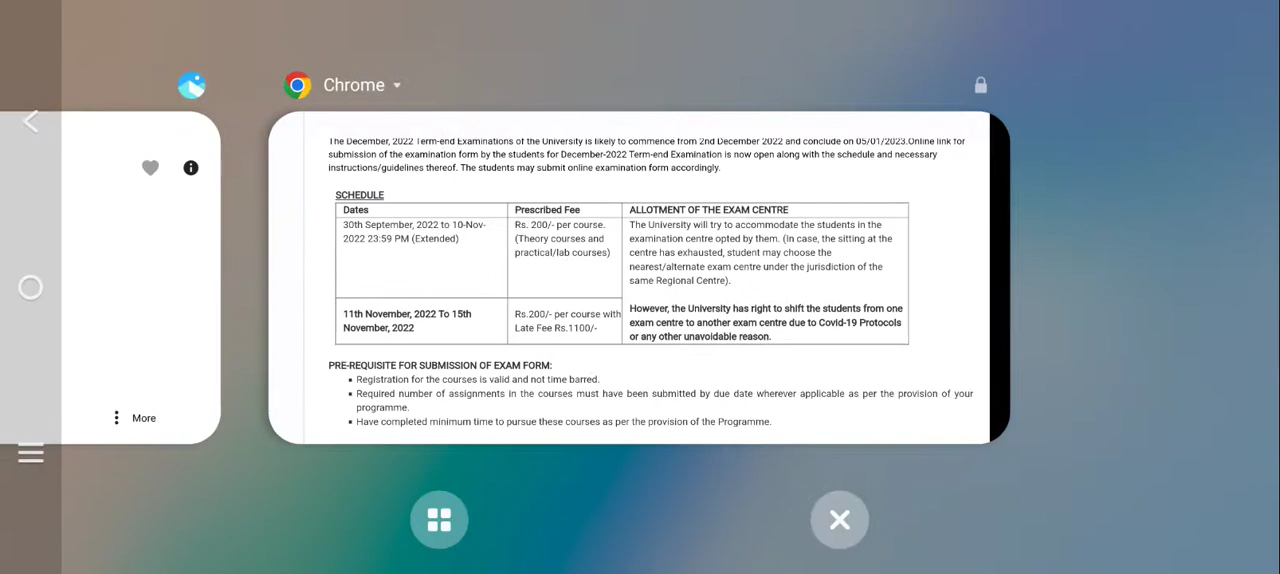 Chrome
The December, 2022 Term-end Examinations of the University is likely to commence from 2nd December 2022 and conclude on 05/01/2023.Online link for
submission of the examination form by the students for December-2022 Term-end Examination is now open along with the schedule and necessary
instructions/guidelines thereof. The students may submit online examination form accordingly.
SCHEDULE
Dates
Prescribed Fee
ALLOTMENT OF THE EXAM CENTRE
30th September, 2022 to 10-Nov-
2022 23:59 PM (Extended)
Rs. 200/- per course.
(Theory courses and
practical/lab courses)
The University will try to accommodate the students in the
examination centre opted by them. (In case, the sitting at the
centre has exhausted, student may choose the
nearest/alternate exam centre under the jurisdiction of the
same Regional Centre).
11th November, 2022 To 15th
November, 2022
Rs.200/- per course with
Late Fee Rs.1100/-
However, the University has right to shift the students from one
exam centre to another exam centre due to Covid-19 Protocols
or any other unavoidable reason.
PRE-REQUISITE FOR SUBMISSION OF EXAM FORM:
▪ Registration for the courses is valid and not time barred.
▪ Required number of assignments in the courses must have been submitted by due date wherever applicable as per the provision of your
programme.
▪ Have completed minimum time to pursue these courses as per the provision of the Programme.
More